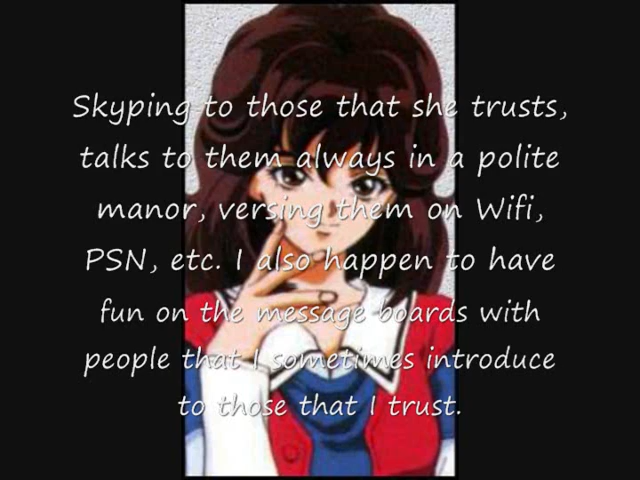 Skyping to those that she trusts,
talks to them always in a polite
manor, versing them on Wifi,
PSN, etc. I also happen to have
fun on the message boards with
people that I sometimes introduce
to those that I trust.